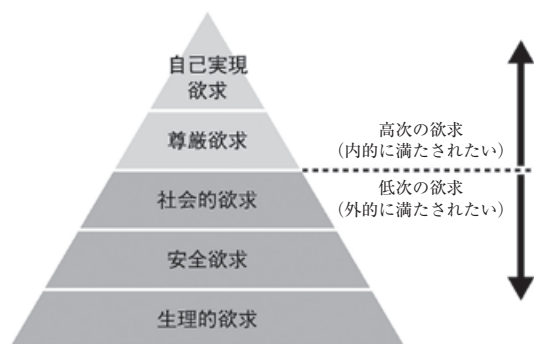 自己実現
欲求
尊厳欲求
高次の欲求
（内的に満たされたい）
低次の欲求
（外的に満たされたい）
社会的欲求
安全欲求
生理的欲求